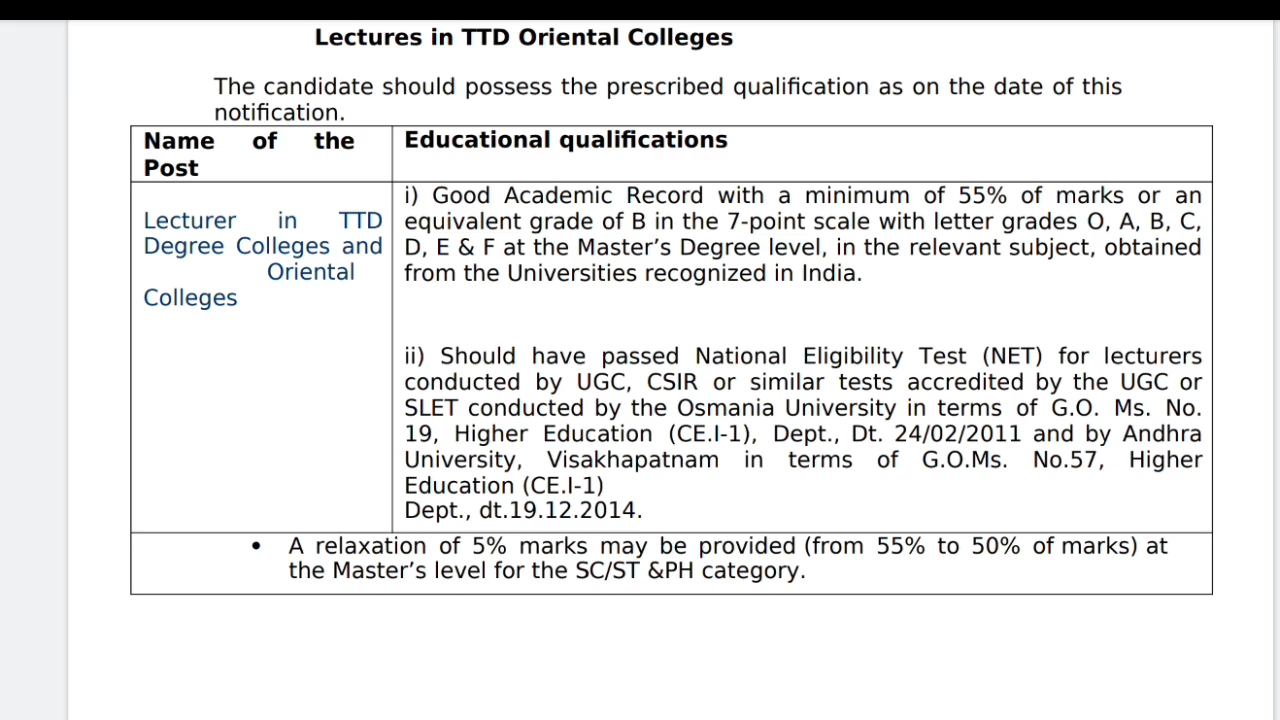 Lectures in TTD Oriental Colleges
The candidate should possess the prescribed qualification as on the date of this
notification.
Name of the
Post
Educational qualifications
Lecturer in TTD
Degree Colleges and
Oriental
Colleges
i) Good Academic Record with a minimum of 55% of marks or an
equivalent grade of B in the 7-point scale with letter grades O, A, B, C,
D, E & F at the Master’s Degree level, in the relevant subject, obtained
from the Universities recognized in India.
ii) Should have passed National Eligibility Test (NET) for lecturers
conducted by UGC, CSIR or similar tests accredited by the UGC or
SLET conducted by the Osmania University in terms of G.O. Ms. No.
19, Higher Education (CE.I-1), Dept., Dt. 24/02/2011 and by Andhra
University, Visakhapatnam in terms of G.O.Ms. No.57, Higher
Education (CE.I-1)
Dept., dt.19.12.2014.
• A relaxation of 5% marks may be provided (from 55% to 50% of marks) at
the Master’s level for the SC/ST &PH category.